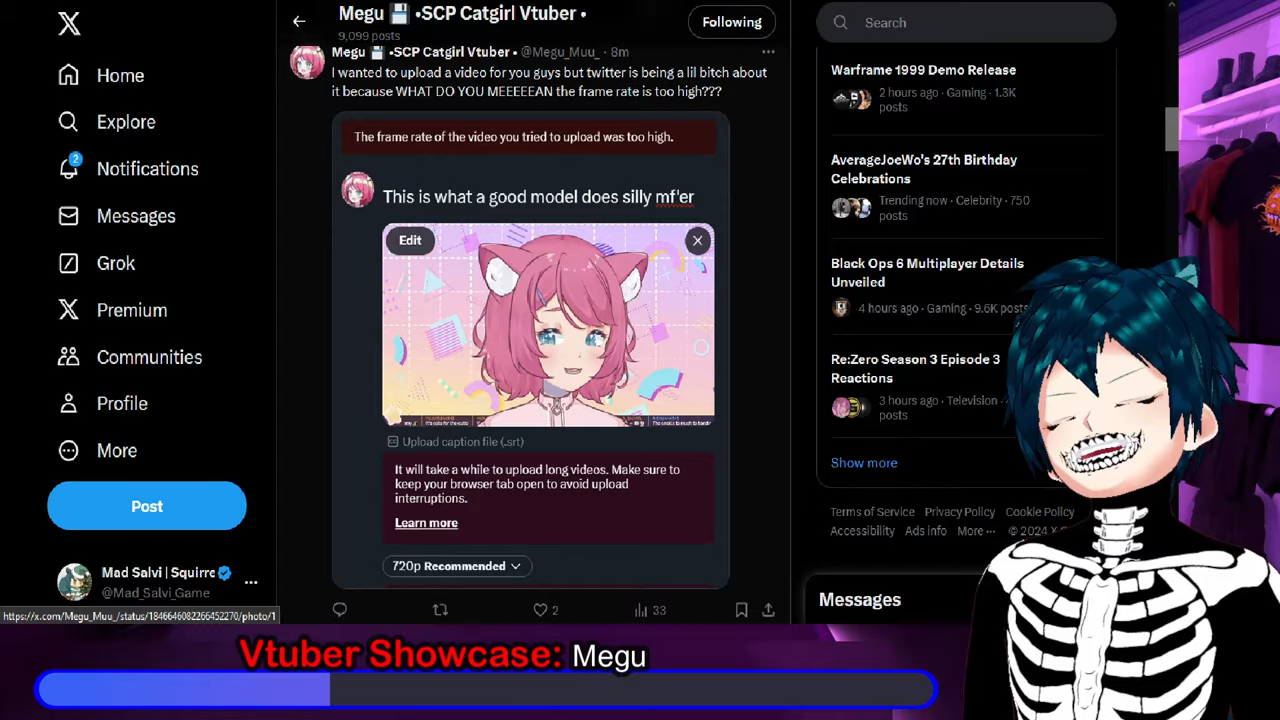 Home
Explore
2
Notifications
Messages
Grok
Premium
Communities
Profile
More
Post
Mad Salvi | Squirre
@Mad_Salvi_Game
https://x.com/Megu_Muu_/status/1846646082266452270/photo/1
Megu 💾 •SCP Catgirl Vtuber •
9,099 posts
Following
Megu 💾 •SCP Catgirl Vtuber • @Megu_Muu_ · 8m
I wanted to upload a video for you guys but twitter is being a lil bitch about
it because WHAT DO YOU MEEEEEAN the frame rate is too high???
The frame rate of the video you tried to upload was too high.
This is what a good model does silly mf'er
Edit
Upload caption file (.srt)
It will take a while to upload long videos. Make sure to
keep your browser tab open to avoid upload
interruptions.
Learn more
720p Recommended
2
33
Search
Warframe 1999 Demo Release
2 hours ago · Gaming · 1.3K
posts
AverageJoeWo's 27th Birthday
Celebrations
Trending now · Celebrity · 750
posts
Black Ops 6 Multiplayer Details
Unveiled
4 hours ago · Gaming · 9.6K posts
Re:Zero Season 3 Episode 3
Reactions
3 hours ago · Television ·
posts
Show more
Terms of Service Privacy Policy Cookie Policy
Accessibility Ads info More ··· © 2024 X
Messages
Vtuber Showcase: Megu